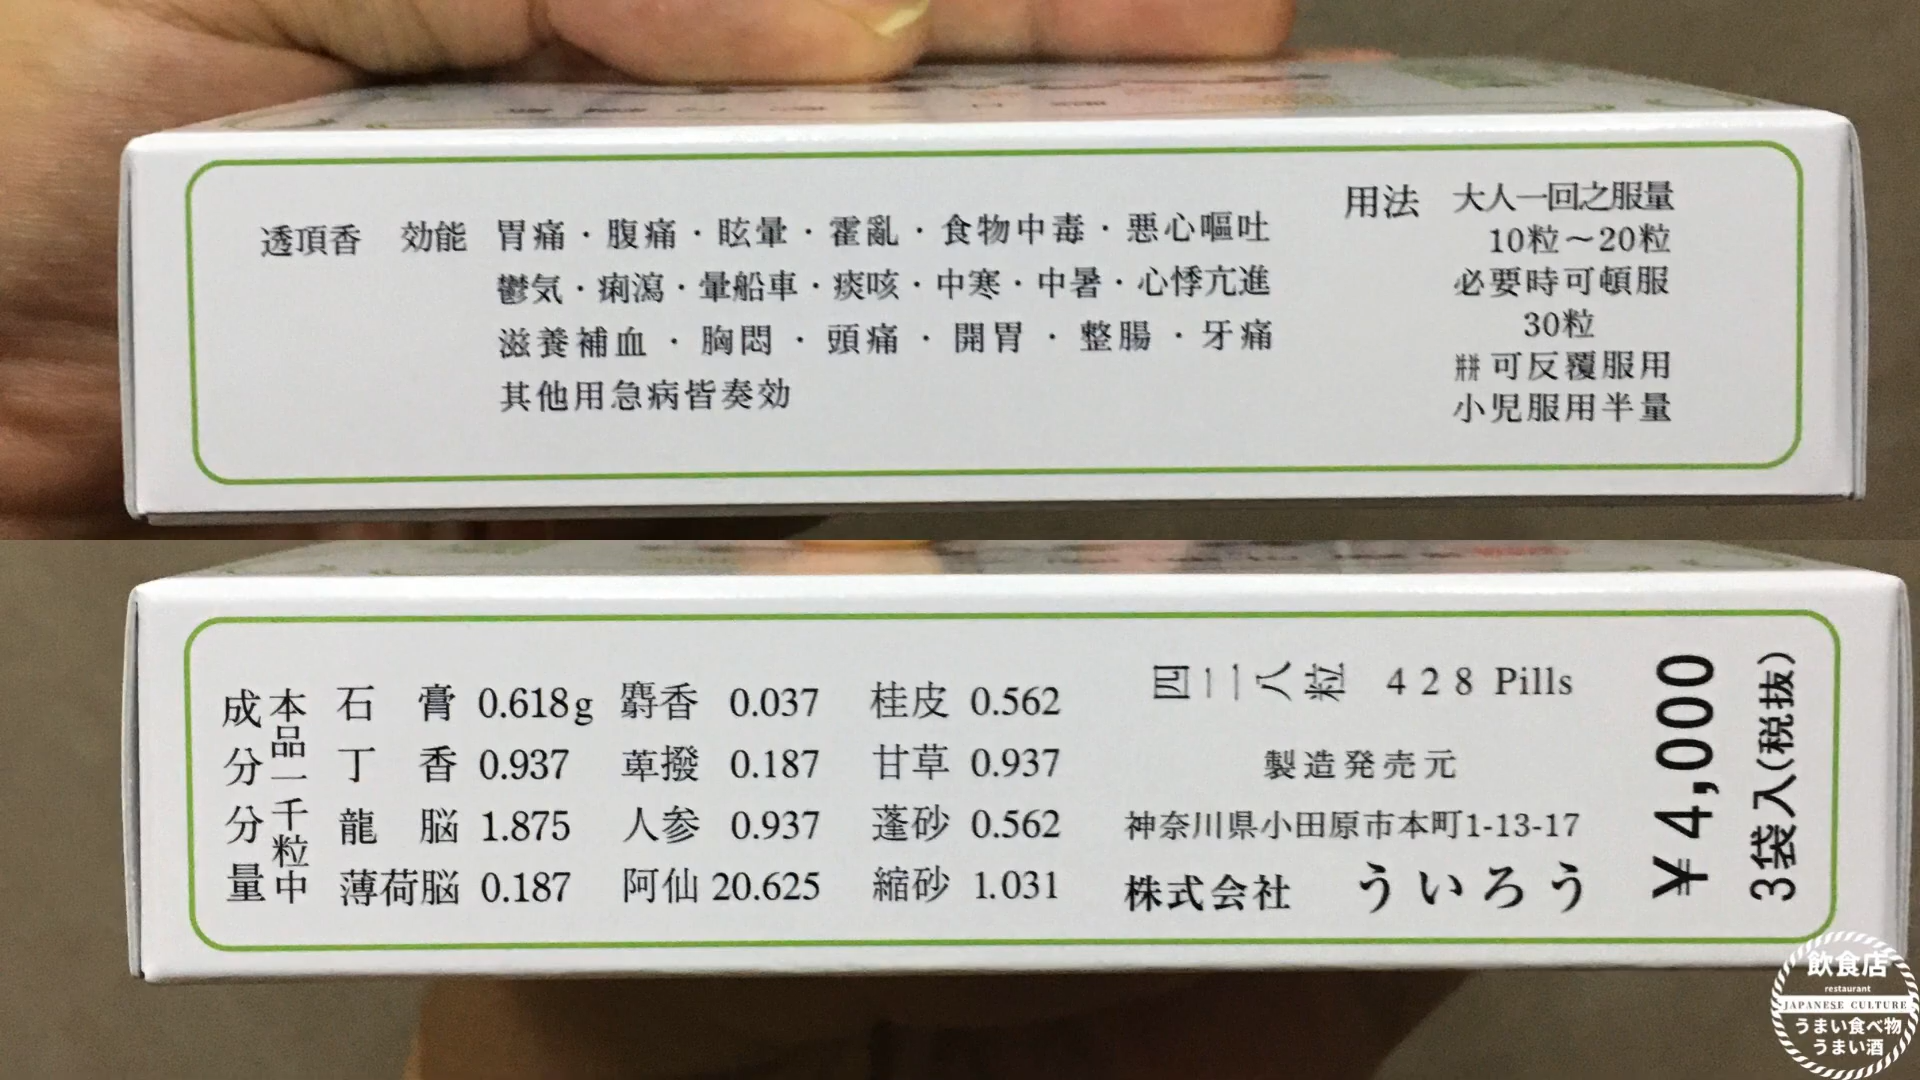 透頂香 効能 胃痛・腹痛・眩暈・霍亂・食物中毒・悪心嘔吐
鬱気・痢瀉・暈船車・痰咳・中寒・中暑・心悸亢進
滋養補血・胸悶・頭痛・開胃・整腸・牙痛
其他用急病皆奏効
用法 大人一回之服量
10粒～20粒
必要時可頓服
30粒
可反覆服用
小児服用半量
成分分量
本品一千粒中
石膏 0.618g 麝香 0.037 桂皮 0.562
丁香 0.937 蓽撥 0.187 甘草 0.937
龍脳 1.875 人参 0.937 蓬砂 0.562
薄荷脳 0.187 阿仙 20.625 縮砂 1.031
四二八粒 428 Pills
製造発売元
神奈川県小田原市本町1-13-17
株式会社 ういろう
¥4,000
3袋入(税抜)
飲食店
restaurant
JAPANESE CULTURE
うまい食べ物
うまい酒